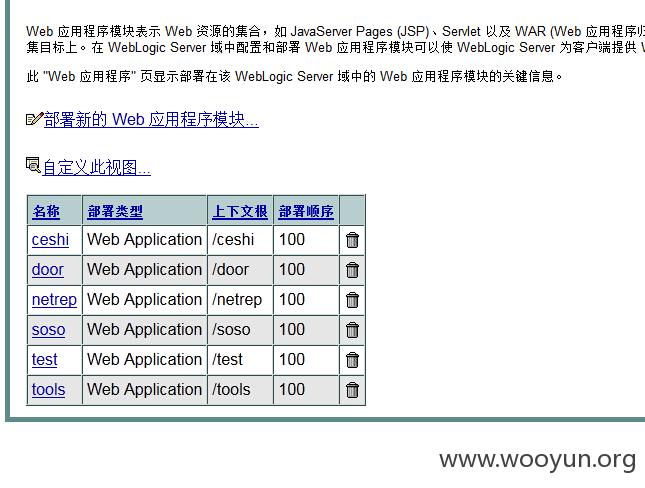 Web 应用程序模块表示 Web 资源的集合，如 JavaServer Pages (JSP)、Servlet 以及 WAR (Web 应用程序归
集目标上。在 WebLogic Server 域中配置和部署 Web 应用程序模块可以使 WebLogic Server 为客户端提供
此 "Web 应用程序" 页显示部署在该 WebLogic Server 域中的 Web 应用程序模块的关键信息。
部署新的 Web 应用程序模块...
自定义此视图...
名称 部署类型 上下文根 部署顺序
ceshi Web Application /ceshi 100
door Web Application /door 100
netrep Web Application /netrep 100
soso Web Application /soso 100
test Web Application /test 100
tools Web Application /tools 100
www.wooyun.org